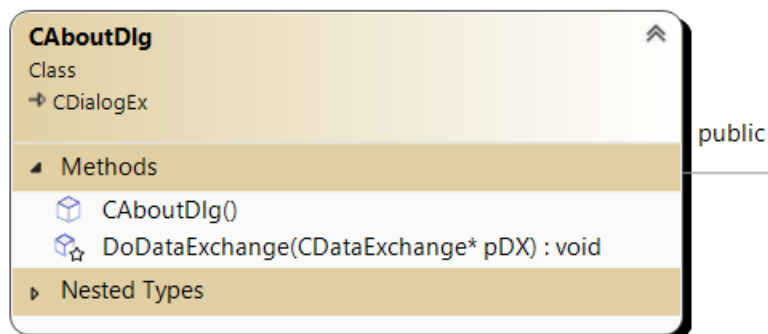 CAboutDlg
Class
CDialogEx
public
Methods
CAboutDlg()
DoDataExchange(CDataExchange* pDX) : void
Nested Types